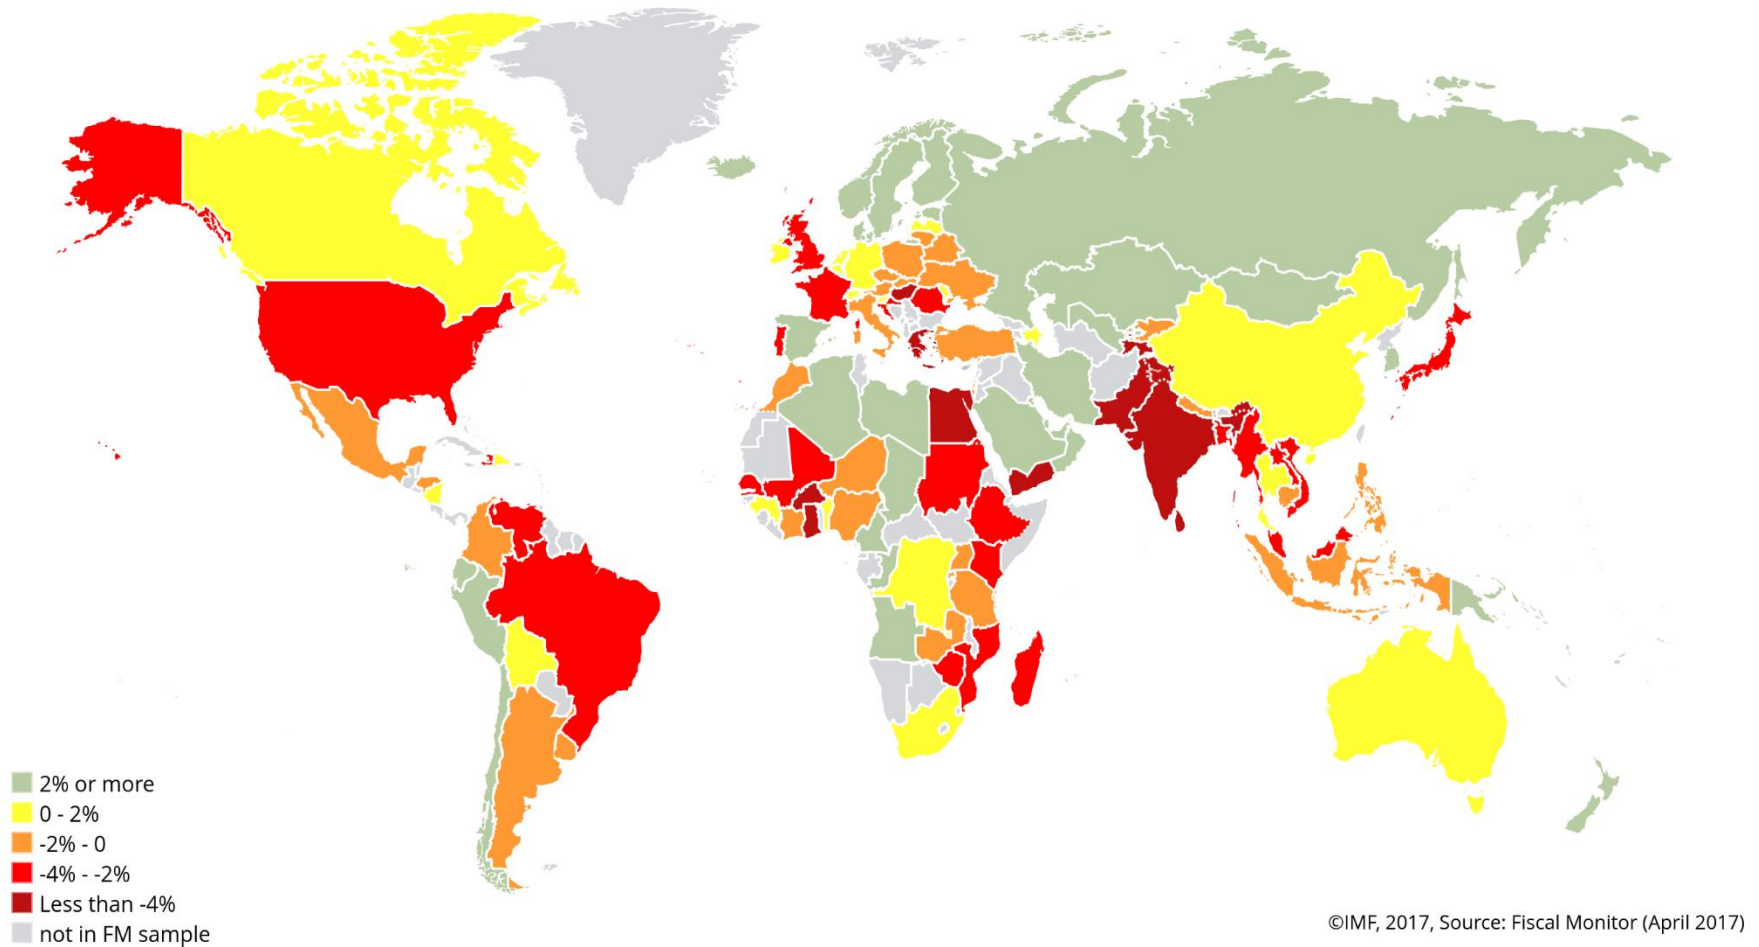 2% or more
0 - 2%
-2% - 0
-4% - -2%
Less than -4%
not in FM sample
©IMF, 2017, Source: Fiscal Monitor (April 2017)